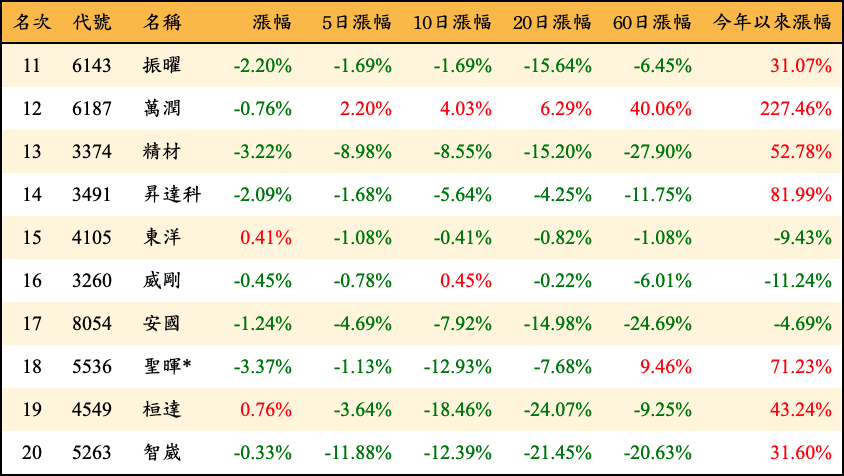 名次 代號 名稱 漲幅 5日漲幅 10日漲幅 20日漲幅 60日漲幅 今年以來漲幅
11 6143 振曜 -2.20% -1.69% -1.69% -15.64% -6.45% 31.07%
12 6187 萬潤 -0.76% 2.20% 4.03% 6.29% 40.06% 227.46%
13 3374 精材 -3.22% -8.98% -8.55% -15.20% -27.90% 52.78%
14 3491 昇達科 -2.09% -1.68% -5.64% -4.25% -11.75% 81.99%
15 4105 東洋 0.41% -1.08% -0.41% -0.82% -1.08% -9.43%
16 3260 威剛 -0.45% -0.78% 0.45% -0.22% -6.01% -11.24%
17 8054 安國 -1.24% -4.69% -7.92% -14.98% -24.69% -4.69%
18 5536 聖暉* -3.37% -1.13% -12.93% -7.68% 9.46% 71.23%
19 4549 桓達 0.76% -3.64% -18.46% -24.07% -9.25% 43.24%
20 5263 智崴 -0.33% -11.88% -12.39% -21.45% -20.63% 31.60%